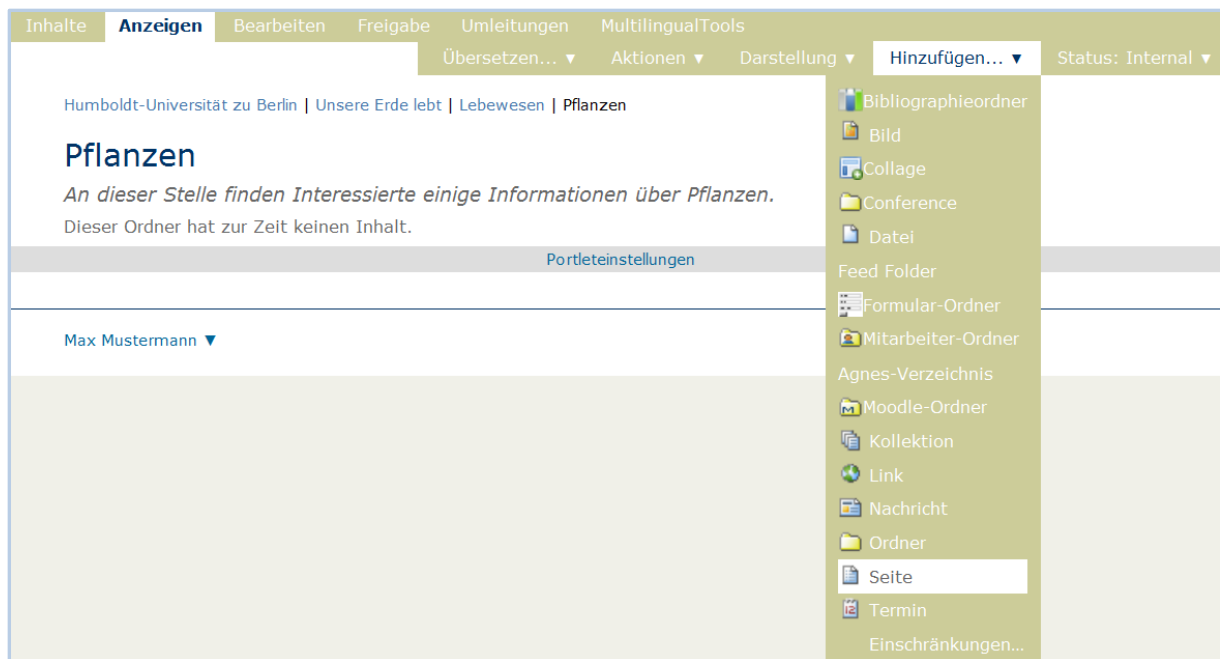 Inhalte Anzeigen Bearbeiten Freigabe Umleitungen MultilingualTools
Übersetzen... ▼ Aktionen ▼ Darstellung ▼ Hinzufügen... ▼ Status: Internal ▼
Humboldt-Universität zu Berlin | Unsere Erde lebt | Lebewesen | Pflanzen
Pflanzen
An dieser Stelle finden Interessierte einige Informationen über Pflanzen.
Dieser Ordner hat zur Zeit keinen Inhalt.
Portleteinstellungen
Max Mustermann ▼
Bibliographieordner
Bild
Collage
Conference
Datei
Feed Folder
Formular-Ordner
Mitarbeiter-Ordner
Agnes-Verzeichnis
Moodle-Ordner
Kollektion
Link
Nachricht
Ordner
Seite
Termin
Einschränkungen...